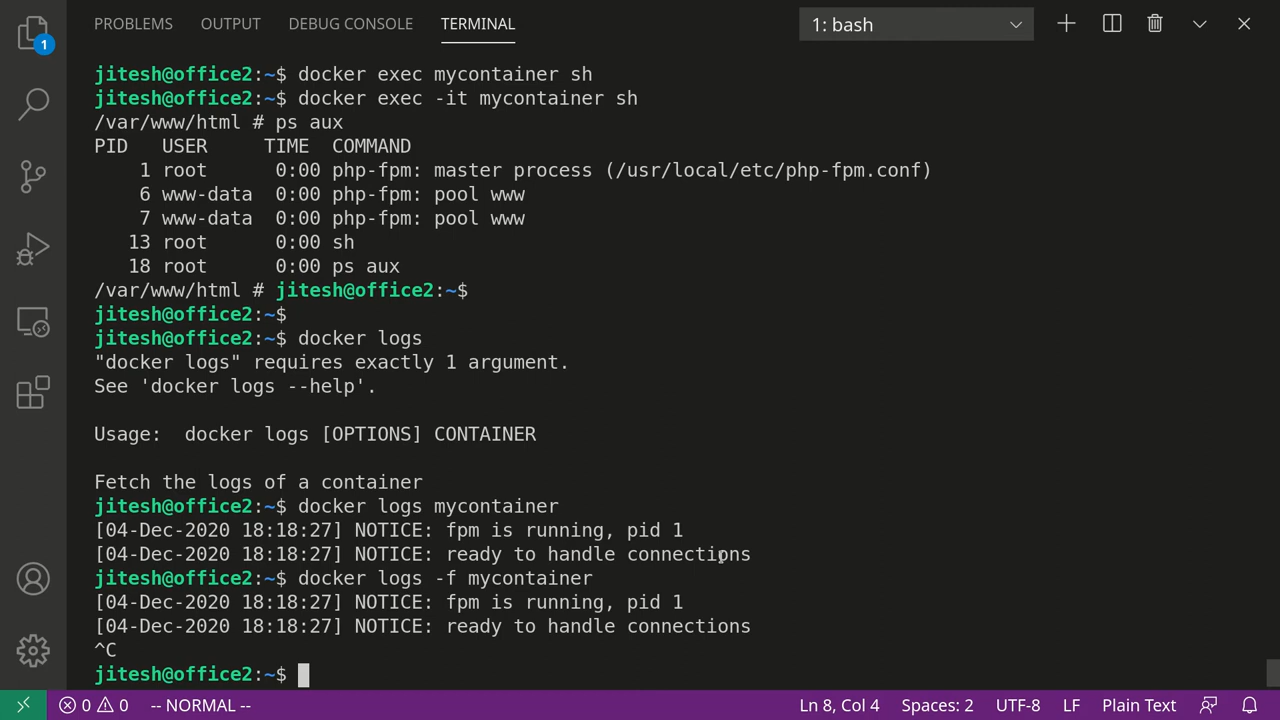 PROBLEMS OUTPUT DEBUG CONSOLE TERMINAL 1: bash
1
jitesh@office2:~$ docker exec mycontainer sh
jitesh@office2:~$ docker exec -it mycontainer sh
/var/www/html # ps aux
PID   USER     TIME  COMMAND
    1 root      0:00 php-fpm: master process (/usr/local/etc/php-fpm.conf)
    6 www-data  0:00 php-fpm: pool www
    7 www-data  0:00 php-fpm: pool www
   13 root      0:00 sh
   18 root      0:00 ps aux
/var/www/html # jitesh@office2:~$
jitesh@office2:~$
jitesh@office2:~$ docker logs
"docker logs" requires exactly 1 argument.
See 'docker logs --help'.
Usage:  docker logs [OPTIONS] CONTAINER
Fetch the logs of a container
jitesh@office2:~$ docker logs mycontainer
[04-Dec-2020 18:18:27] NOTICE: fpm is running, pid 1
[04-Dec-2020 18:18:27] NOTICE: ready to handle connections
jitesh@office2:~$ docker logs -f mycontainer
[04-Dec-2020 18:18:27] NOTICE: fpm is running, pid 1
[04-Dec-2020 18:18:27] NOTICE: ready to handle connections
^C
jitesh@office2:~$
0 0 -- NORMAL -- Ln 8, Col 4 Spaces: 2 UTF-8 LF Plain Text